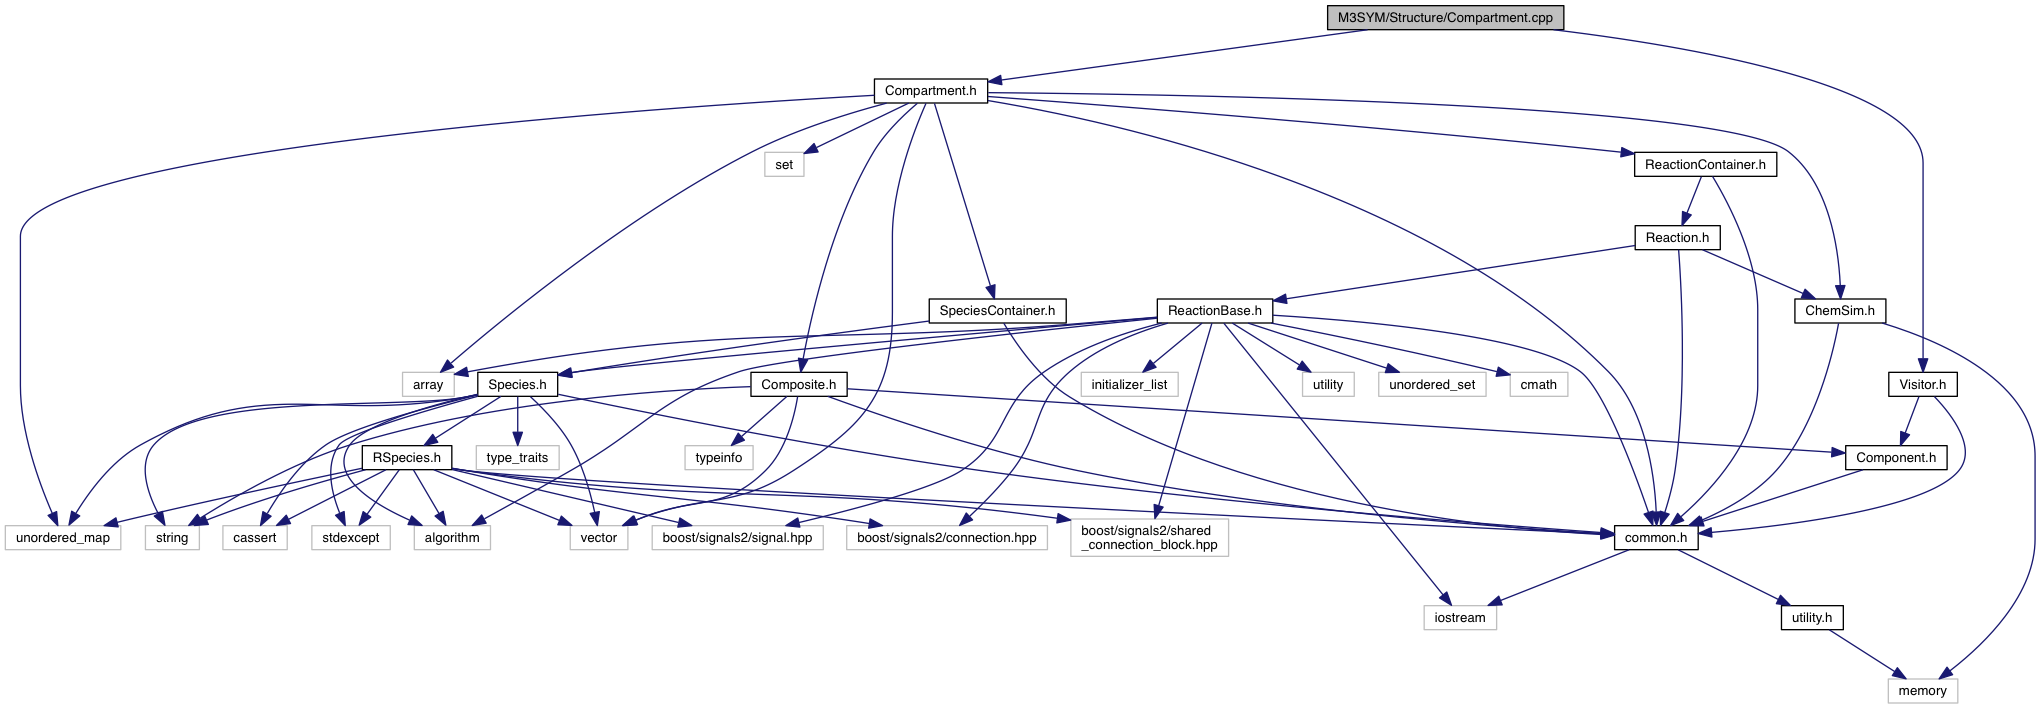 M3SYM/Structure/Compartment.cpp
Compartment.h
set
ReactionContainer.h
Reaction.h
SpeciesContainer.h
ReactionBase.h
ChemSim.h
array
Species.h
Composite.h
initializer_list
utility
unordered_set
cmath
Visitor.h
RSpecies.h
type_traits
typeinfo
Component.h
unordered_map
string
cassert
stdexcept
algorithm
vector
boost/signals2/signal.hpp
boost/signals2/connection.hpp
boost/signals2/shared
_connection_block.hpp
common.h
iostream
utility.h
memory